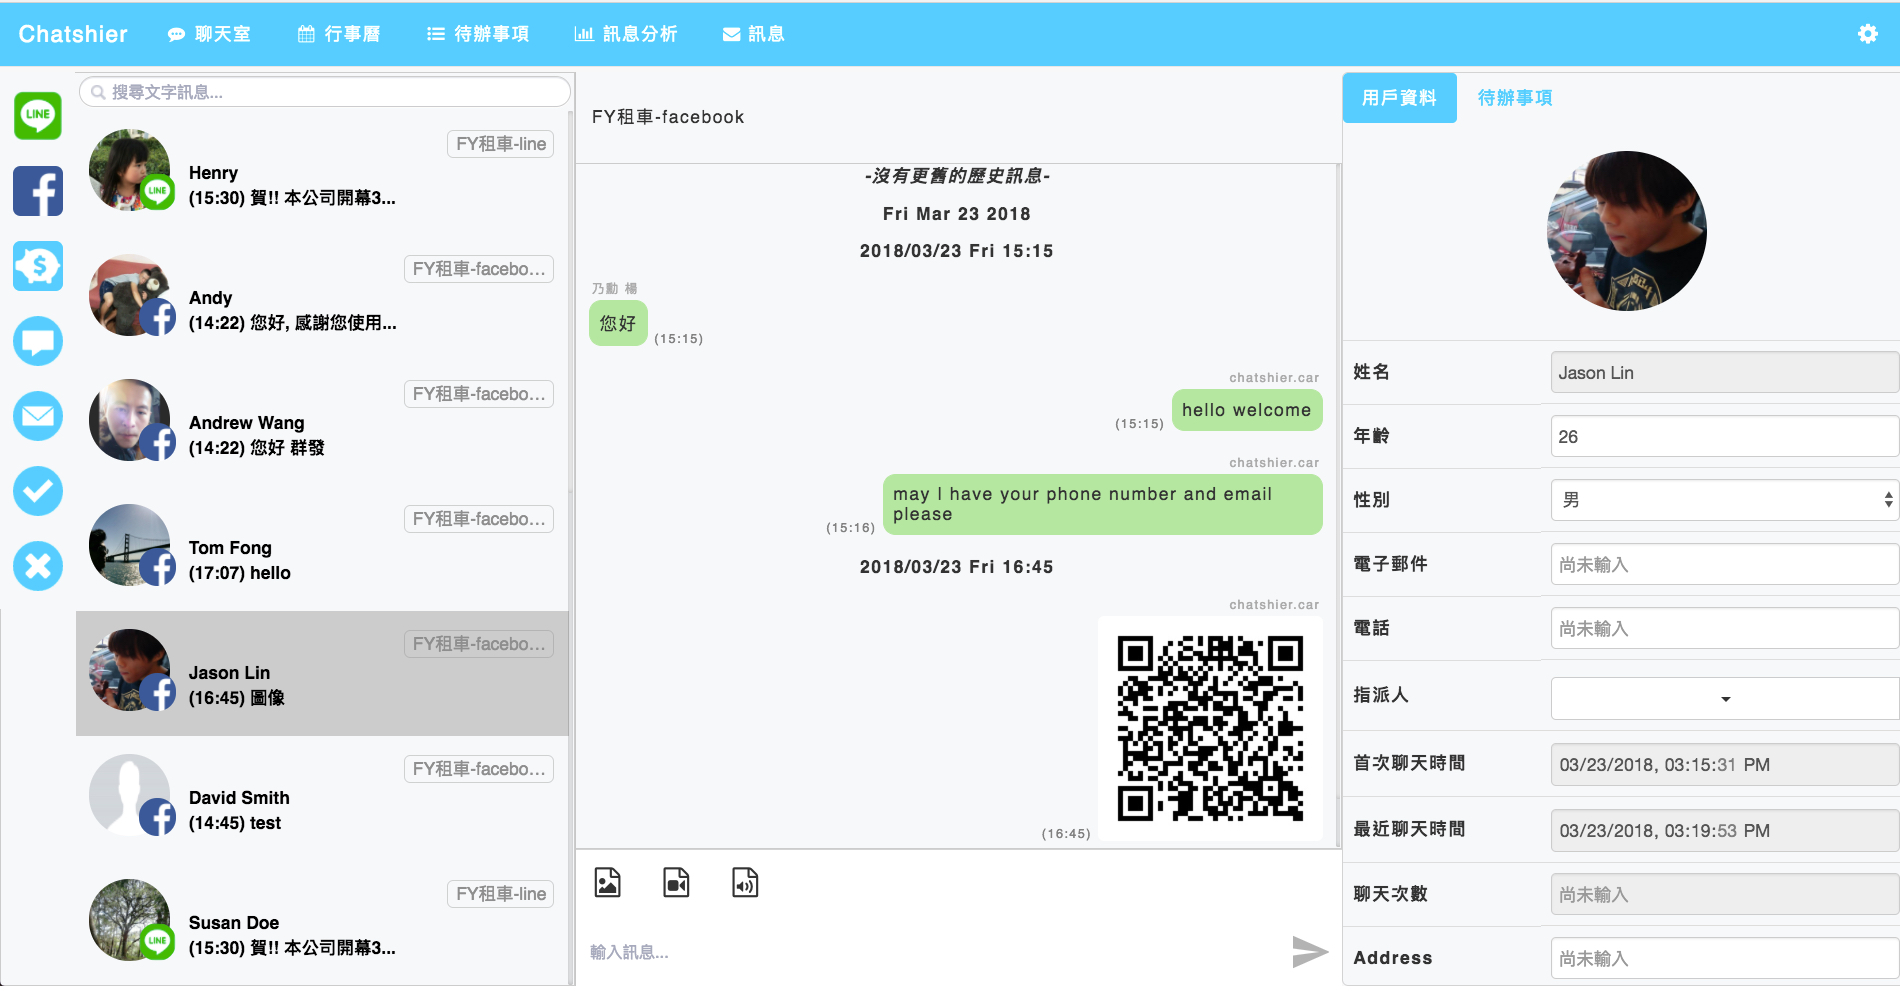 Chatshier
聊天室
行事曆
待辦事項
訊息分析
訊息
LINE
搜尋文字訊息...
FY租車-line
Henry
(15:30) 賀!! 本公司開幕3...
LINE
FY租車-facebo...
Andy
(14:22) 您好, 感謝您使用...
FY租車-facebo...
Andrew Wang
(14:22) 您好 群發
FY租車-facebo...
Tom Fong
(17:07) hello
FY租車-facebo...
Jason Lin
(16:45) 圖像
FY租車-facebo...
David Smith
(14:45) test
FY租車-line
Susan Doe
(15:30) 賀!! 本公司開幕3...
LINE
FY租車-facebook
-沒有更舊的歷史訊息-
Fri Mar 23 2018
2018/03/23 Fri 15:15
乃勳 楊
您好
(15:15)
chatshier.car
hello welcome
(15:15)
chatshier.car
may I have your phone number and email
please
(15:16)
2018/03/23 Fri 16:45
chatshier.car
(16:45)
輸入訊息...
用戶資料
待辦事項
姓名
Jason Lin
年齡
26
性別
男
電子郵件
尚未輸入
電話
尚未輸入
指派人
首次聊天時間
03/23/2018, 03:15:31 PM
最近聊天時間
03/23/2018, 03:19:53 PM
聊天次數
尚未輸入
Address
尚未輸入